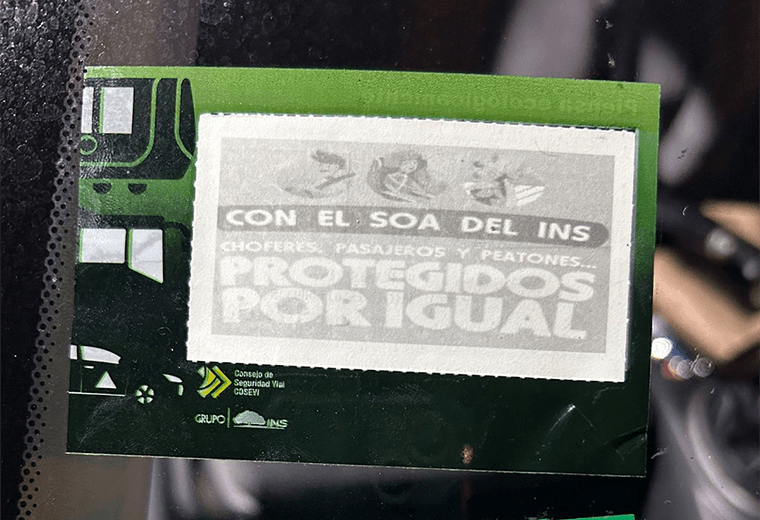 CON EL SOA DEL INS
CHOFERES, PASAJEROS Y PEATONES...
PROTEGIDOS
POR IGUAL
Consejo de
Seguridad Vial
COSEVI
GRUPO INS